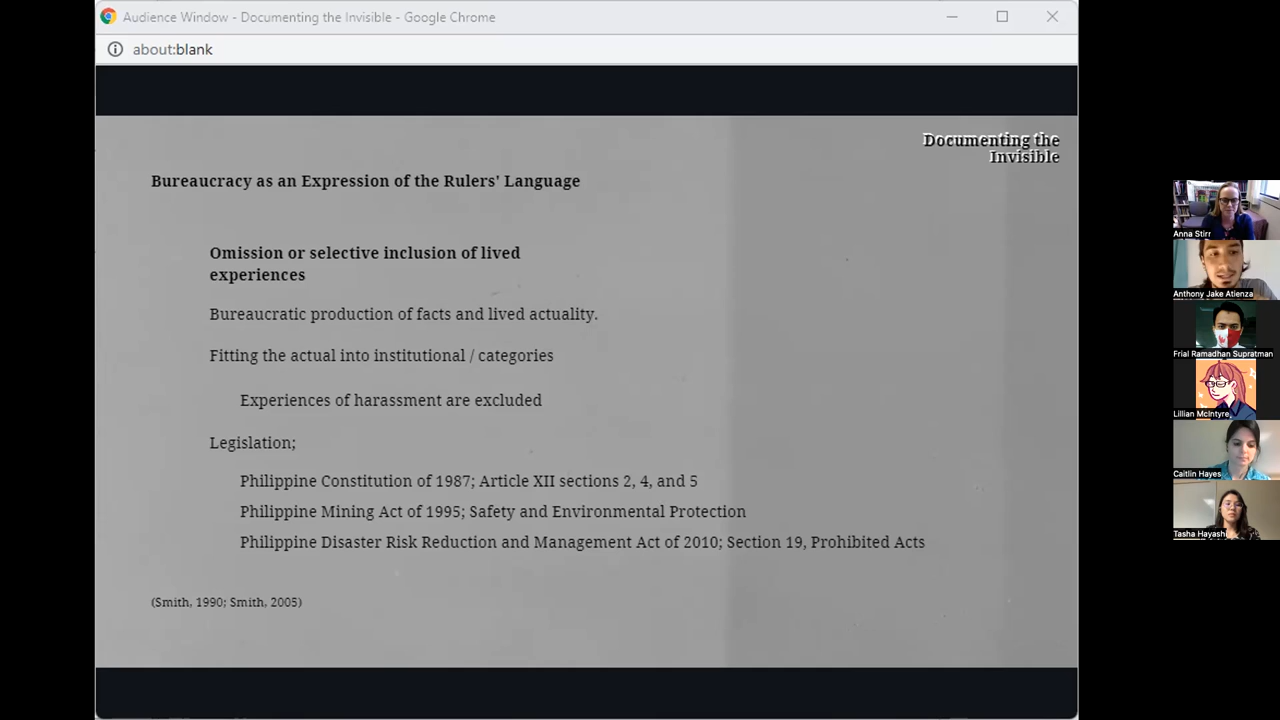 Audience Window - Documenting the Invisible - Google Chrome
about:blank
Documenting the
Invisible
Bureaucracy as an Expression of the Rulers' Language
Omission or selective inclusion of lived
experiences
Bureaucratic production of facts and lived actuality.
Fitting the actual into institutional / categories
Experiences of harassment are excluded
Legislation;
Philippine Constitution of 1987; Article XII sections 2, 4, and 5
Philippine Mining Act of 1995; Safety and Environmental Protection
Philippine Disaster Risk Reduction and Management Act of 2010; Section 19, Prohibited Acts
(Smith, 1990; Smith, 2005)
Anna Stirr
Anthony Jake Atienza
Frial Ramadhan Supratman
Lillian McIntyre
Caitlin Hayes
Tasha Hayashi